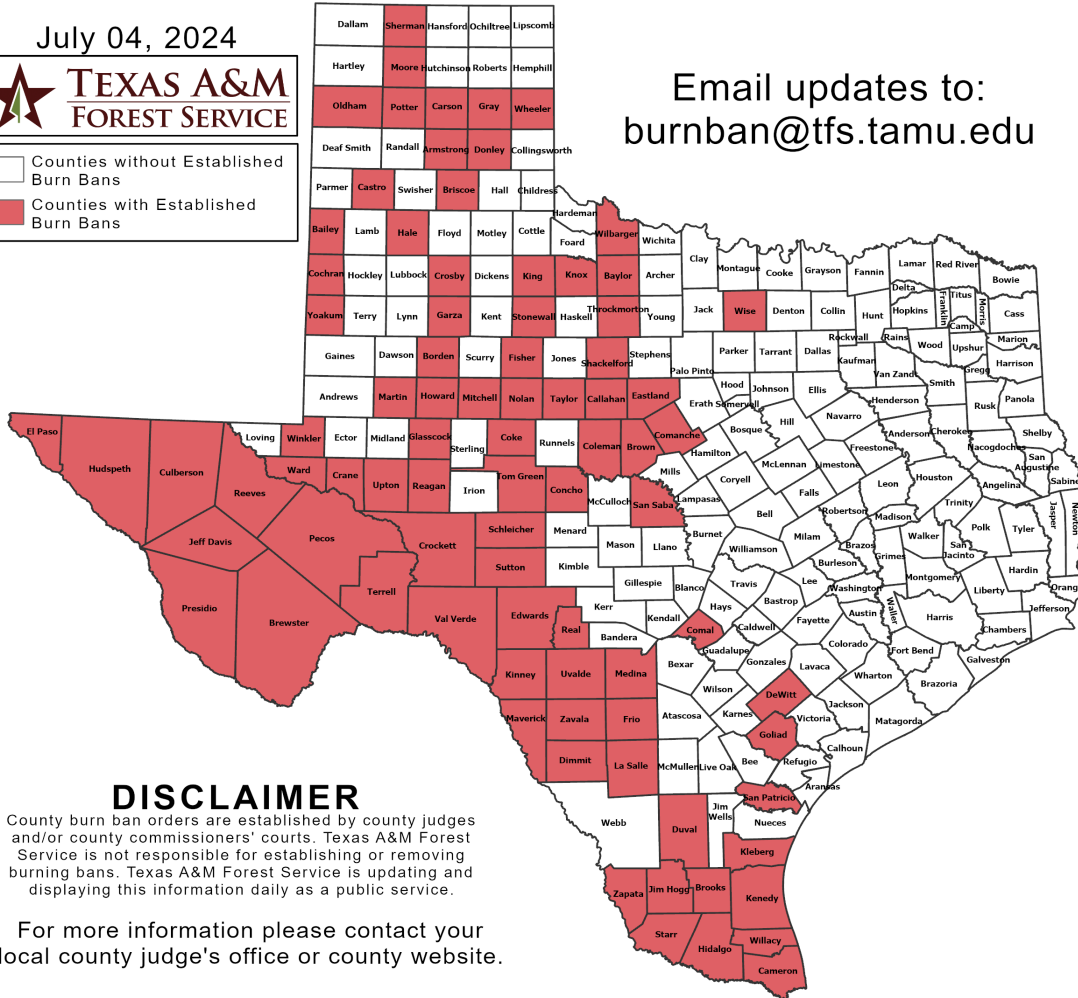 July 04, 2024
TEXAS A&M
FOREST SERVICE
Counties without Established
Burn Bans
Counties with Established
Burn Bans
Email updates to:
burnban@tfs.tamu.edu
Dallam Sherman Hansford Ochiltree Lipscomb
Hartley Moore Hutchinson Roberts Hemphill
Oldham Potter Carson Gray Wheeler
Deaf Smith Randall Armstrong Donley Collingsworth
Parmer Castro Swisher Briscoe Hall Childress
Hardeman
Bailey Lamb Hale Floyd Motley Cottle Foard Wilbarger Wichita
Clay Montague Cooke Grayson Fannin Lamar Red River Bowie
Cochran Hockley Lubbock Crosby Dickens King Knox Baylor Archer
Delta Franklin Titus Morris Cass
Yoakum Terry Lynn Garza Kent Stonewall Haskell Throckmorton Young Jack Wise Denton Collin Hunt Hopkins
Camp
Rockwall Rains Wood Upshur Marion
Gaines Dawson Borden Scurry Fisher Jones Shackelford Stephens Palo Pinto Parker Tarrant Dallas Kaufman Van Zandt Gregg Harrison
Andrews Martin Howard Mitchell Nolan Taylor Callahan Eastland Erath Hood Somervell Johnson Ellis Henderson Smith Rusk Panola
El Paso Hudspeth Culberson Reeves Loving Winkler Ector Midland Glasscock Sterling Coke Runnels Coleman Brown Comanche Hamilton Bosque Hill Navarro Freestone Anderson Cherokee Nacogdoches Shelby
San
Augustine
Sabine
Ward Crane Upton Reagan Irion Tom Green Concho McCulloch San Saba Mills Lampasas Coryell McLennan Limestone Falls Leon Houston Angelina
Jasper Newton
Jeff Davis Pecos Crockett Schleicher Menard Mason Llano Burnet Bell Williamson Milam Robertson Madison Trinity Walker Polk Tyler
San
Jacinto
Presidio Brewster Terrell Val Verde Sutton Kimble Gillespie Blanco Travis Lee Burleson Brazos Grimes Washington Montgomery Liberty Hardin Orang
Edwards Real Kerr Kendall Bandera Comal Hays Caldwell Bastrop Fayette Austin Waller Harris Chambers Jefferson
Kinney Uvalde Medina Bexar Guadalupe Gonzales Lavaca Colorado Fort Bend Galveston
Maverick Zavala Frio Atascosa Wilson Karnes DeWitt Victoria Jackson Wharton Matagorda Brazoria
Dimmit La Salle McMullen Live Oak Bee Goliad Refugio Calhoun Aransas
Webb Duval Jim
Wells San Patricio Nueces
Kleberg
Zapata Jim Hogg Brooks Kenedy
Starr Hidalgo Willacy
Cameron
DISCLAIMER
County burn ban orders are established by county judges
and/or county commissioners' courts. Texas A&M Forest
Service is not responsible for establishing or removing
burning bans. Texas A&M Forest Service is updating and
displaying this information daily as a public service.
For more information please contact your
local county judge's office or county website.